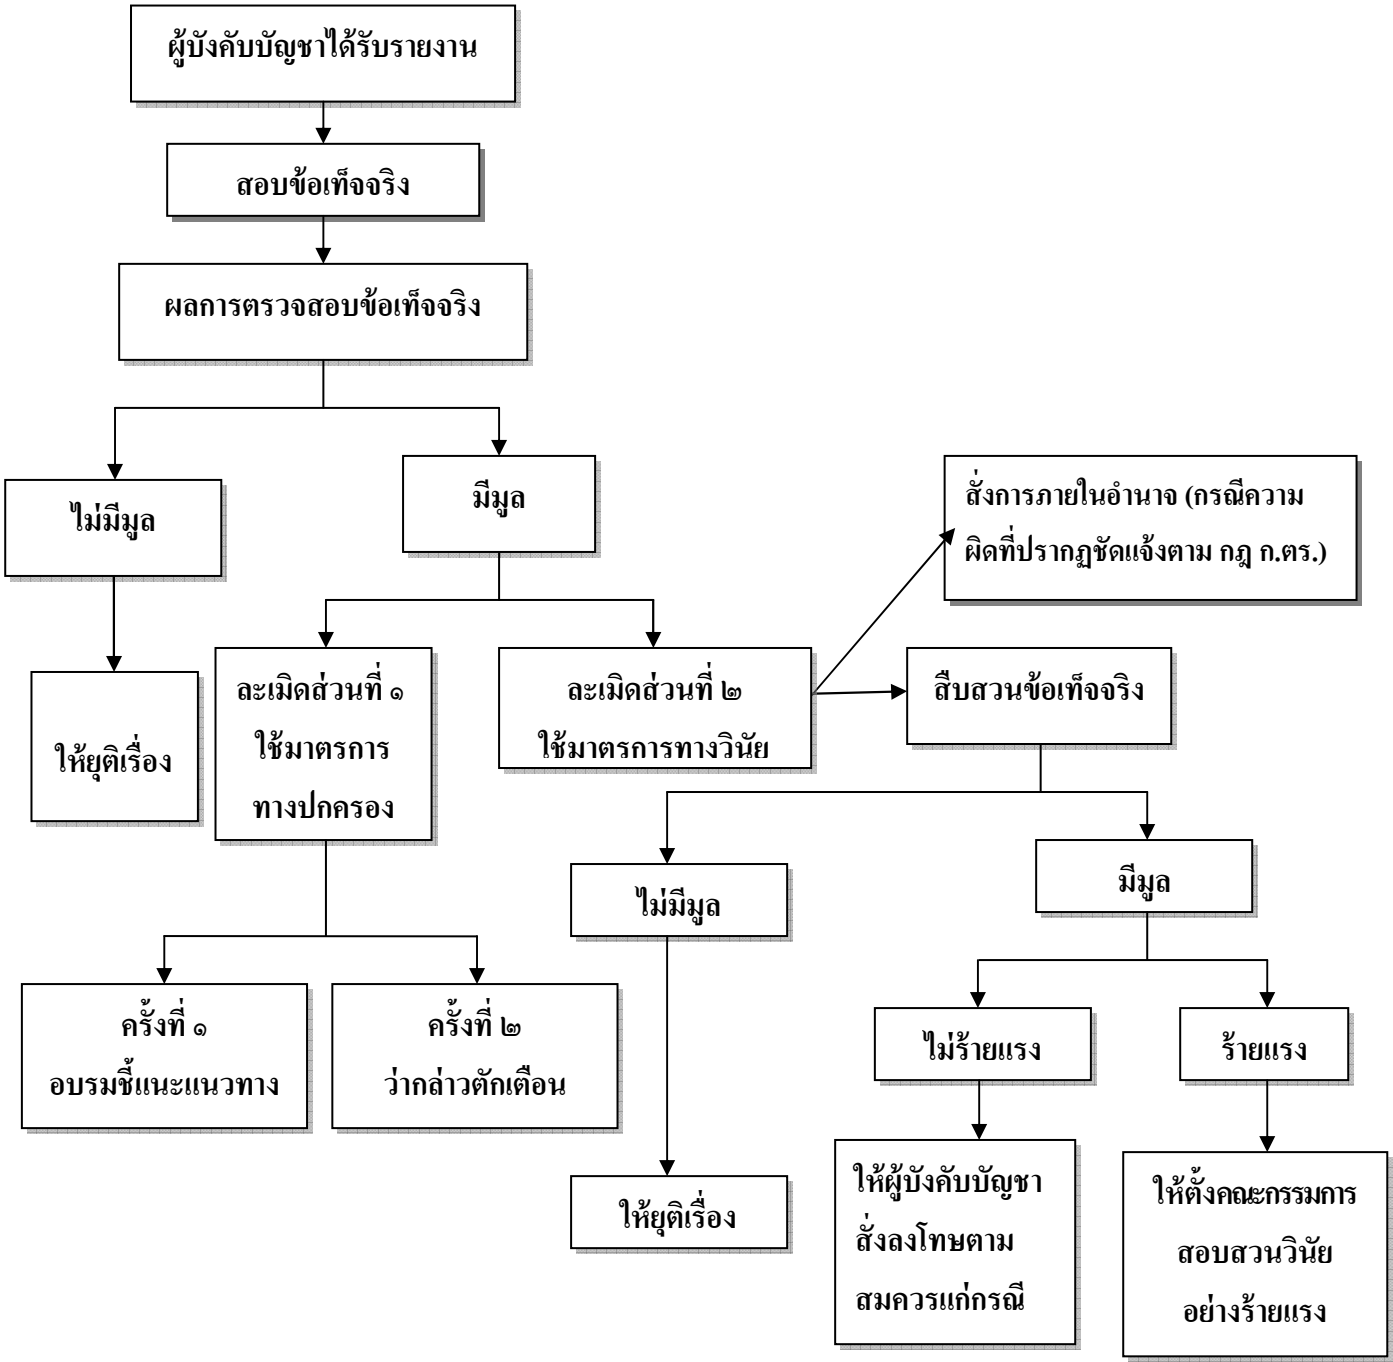 ผู้บังคับบัญชาได้รับรายงาน
สอบข้อเท็จจริง
ผลการตรวจสอบข้อเท็จจริง
ไม่มีมูล
มีมูล
สั่งการภายในอำนาจ (กรณีความ
ผิดที่ปรากฏชัดแจ้งตาม กฎ ก.ตร.)
ให้ยุติเรื่อง
ละเมิดส่วนที่ ๑
ใช้มาตรการ
ทางปกครอง
ละเมิดส่วนที่ ๒
ใช้มาตรการทางวินัย
สืบสวนข้อเท็จจริง
ไม่มีมูล
มีมูล
ครั้งที่ ๑
อบรมชี้แนะแนวทาง
ครั้งที่ ๒
ว่ากล่าวตักเตือน
ไม่ร้ายแรง
ร้ายแรง
ให้ยุติเรื่อง
ให้ผู้บังคับบัญชา
สั่งลงโทษตาม
สมควรแก่กรณี
ให้ตั้งคณะกรรมการ
สอบสวนวินัย
อย่างร้ายแรง